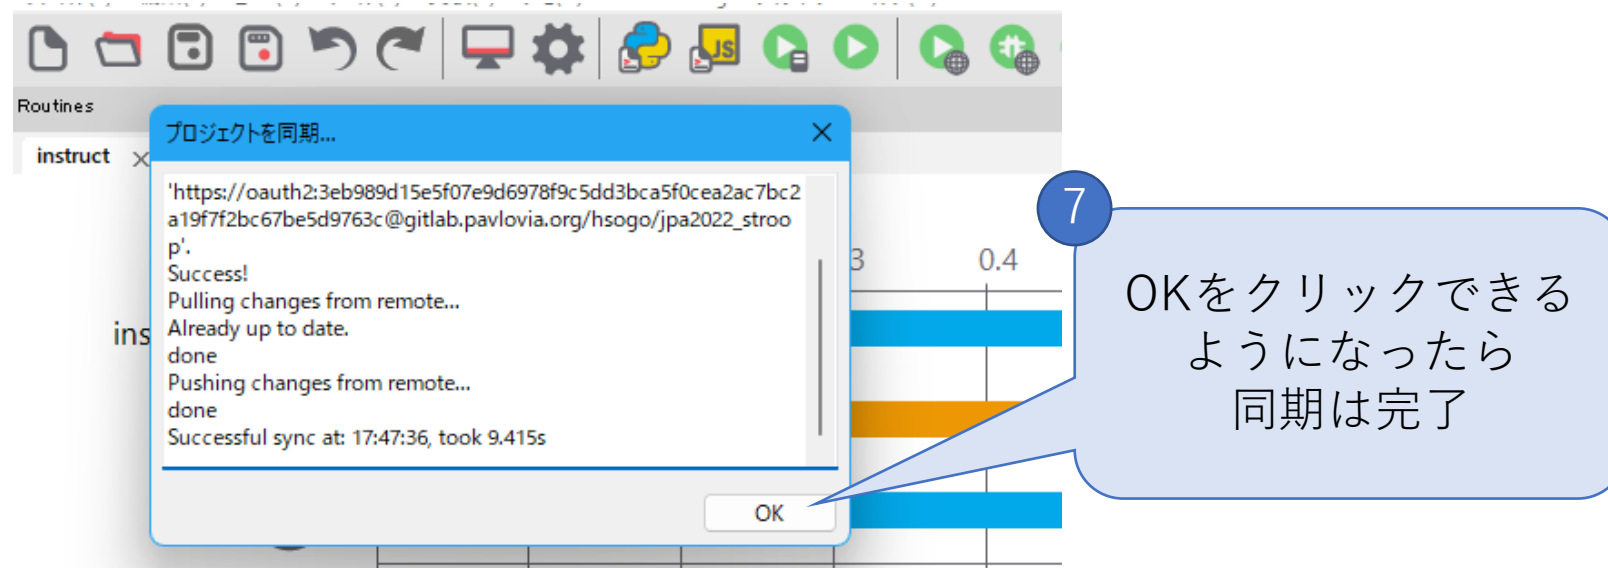 JS
Routines
instruct
プロジェクトを同期...
'https://oauth2:3eb989d15e5f07e9d6978f9c5dd3bca5f0cea2ac7bc2
a19f7f2bc67be5d9763c@gitlab.pavlovia.org/hsogo/jpa2022_stroo
p'.
Success!
Pulling changes from remote...
Already up to date.
done
Pushing changes from remote...
done
Successful sync at: 17:47:36, took 9.415s
OK
ins
3
0.4
7
OKをクリックできる
ようになったら
同期は完了